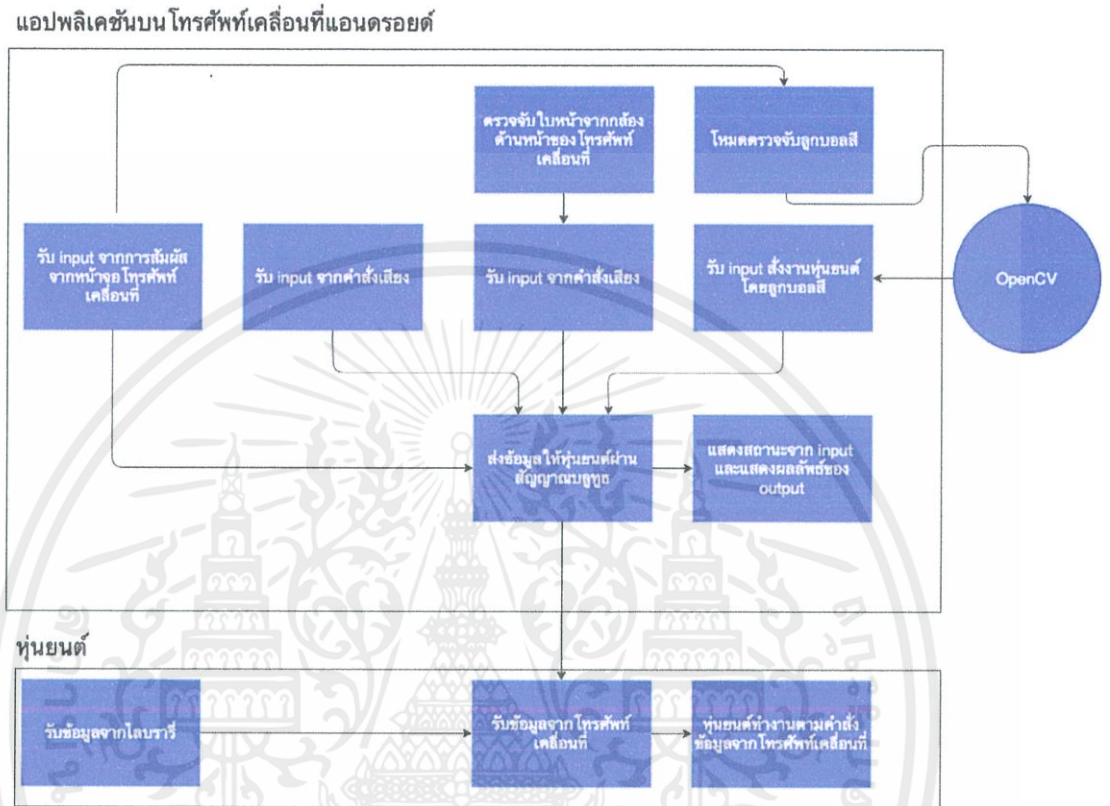 แอปพลิเคชันบนโทรศัพท์เคลื่อนที่แอนดรอยด์
ตรวจจับใบหน้าจากกล้อง
ด้านหน้าของโทรศัพท์
เคลื่อนที่
โหมดตรวจจับลูกบอลสี
รับ input จากการสัมผัส
จากหน้าจอโทรศัพท์
เคลื่อนที่
รับ input จากคำสั่งเสียง
รับ input จากคำสั่งเสียง
รับ input สั่งงานหุ่นยนต์
โดยลูกบอลสี
OpenCV
ส่งข้อมูลให้หุ่นยนต์ผ่าน
สัญญาณบลูทูธ
แสดงสถานะจาก input
และแสดงผลลัพธ์ของ
output
หุ่นยนต์
รับข้อมูลจากไลบรารี่
รับข้อมูลจากโทรศัพท์
เคลื่อนที่
หุ่นยนต์ทำงานตามคำสั่ง
ข้อมูลจากโทรศัพท์เคลื่อนที่